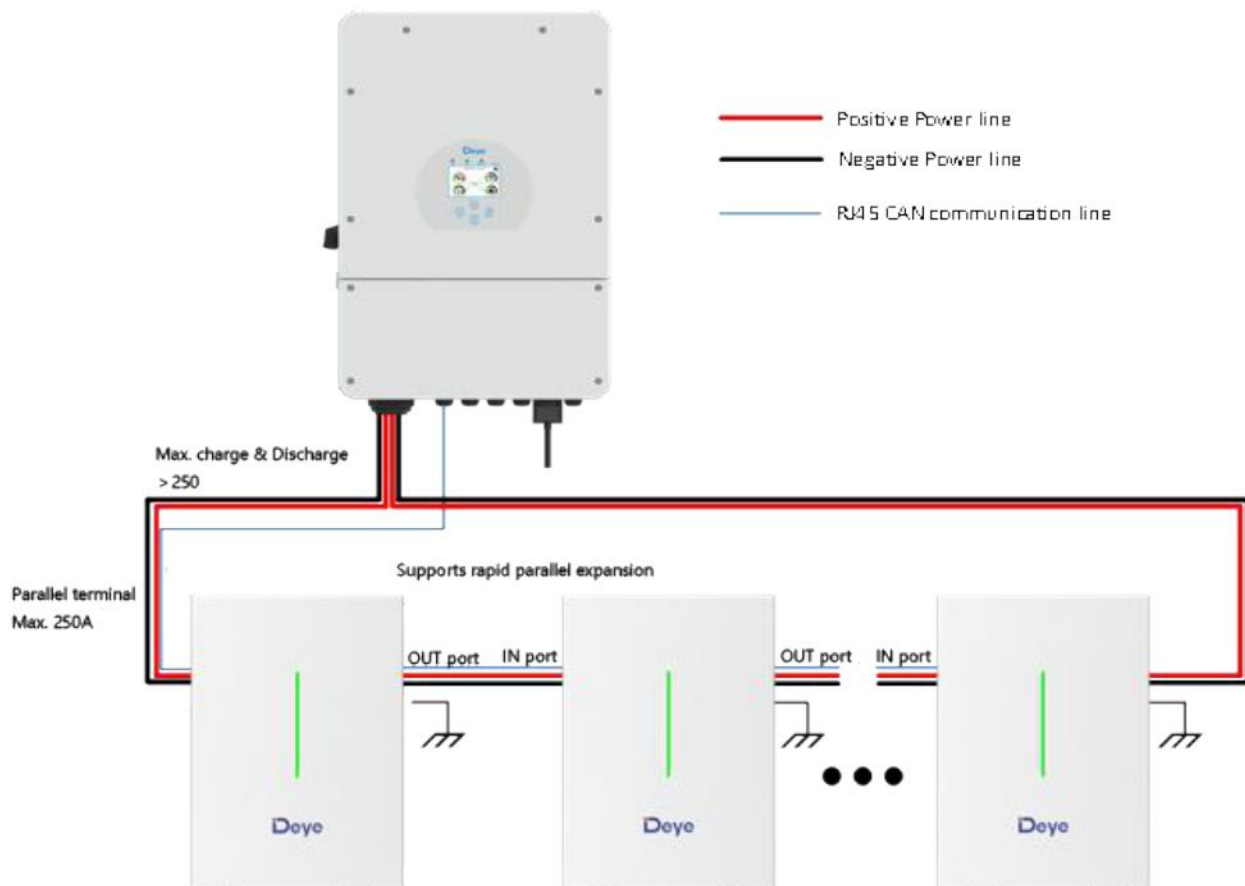 Deye
Positive Power line
Negative Power line
RJ45 CAN communication line
Max. charge & Discharge
> 250
Supports rapid parallel expansion
Parallel terminal
Max. 250A
OUT port
IN port
OUT port
IN port
Deye
Deye
Deye